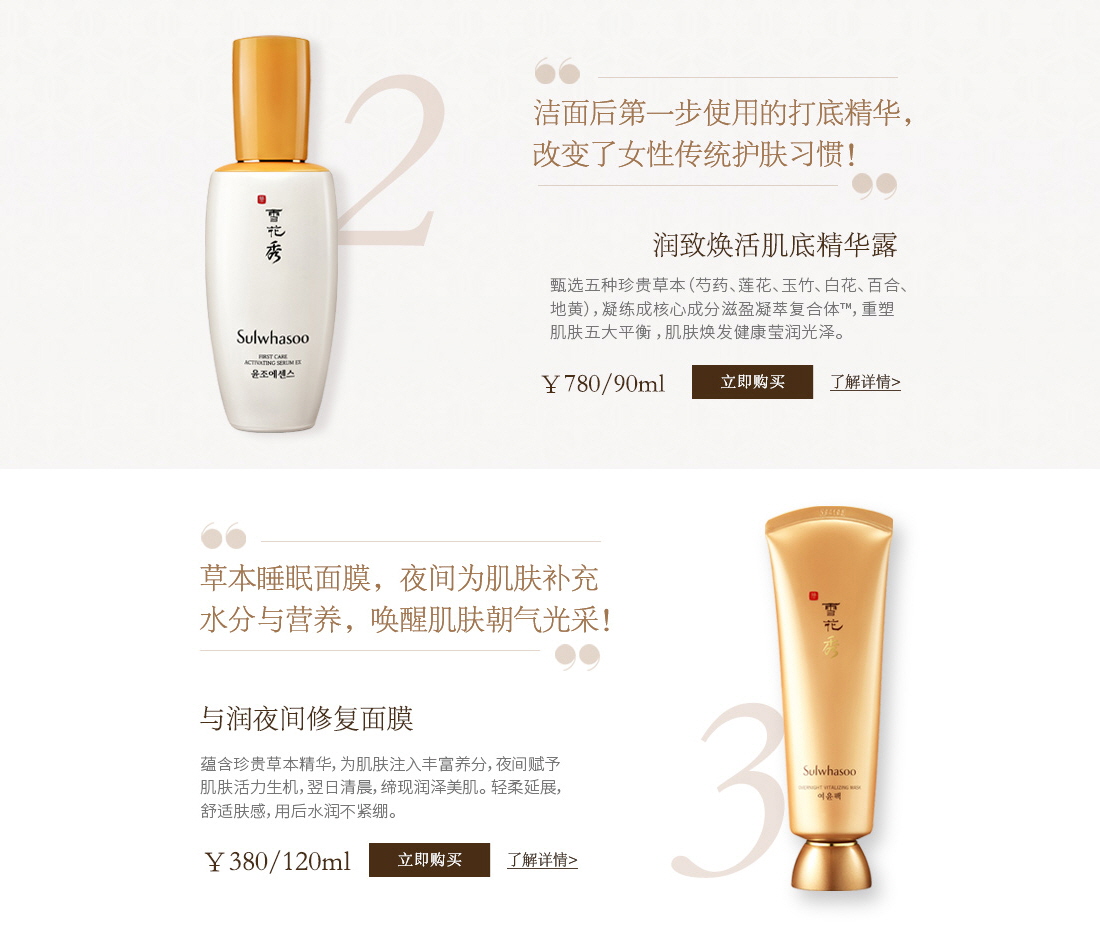 2
洁面后第一步使用的打底精华，
改变了女性传统护肤习惯！
润致焕活肌底精华露
甄选五种珍贵草本（芍药、莲花、玉竹、白花、百合、
地黄），凝练成核心成分滋盈凝萃复合体™，重塑
肌肤五大平衡，肌肤焕发健康莹润光泽。
￥780/90ml
立即购买
了解详情>
雪花秀
Sulwhasoo
FIRST CARE
ACTIVATING SERUM EX
윤조에센스
草本睡眠面膜，夜间为肌肤补充
水分与营养，唤醒肌肤朝气光采！
与润夜间修复面膜
蕴含珍贵草本精华，为肌肤注入丰富养分，夜间赋予
肌肤活力生机，翌日清晨，缔现润泽美肌。轻柔延展，
舒适肤感，用后水润不紧绷。
￥380/120ml
立即购买
了解详情>
3
雪花秀
Sulwhasoo
OVERNIGHT VITALIZING MASK
여윤팩